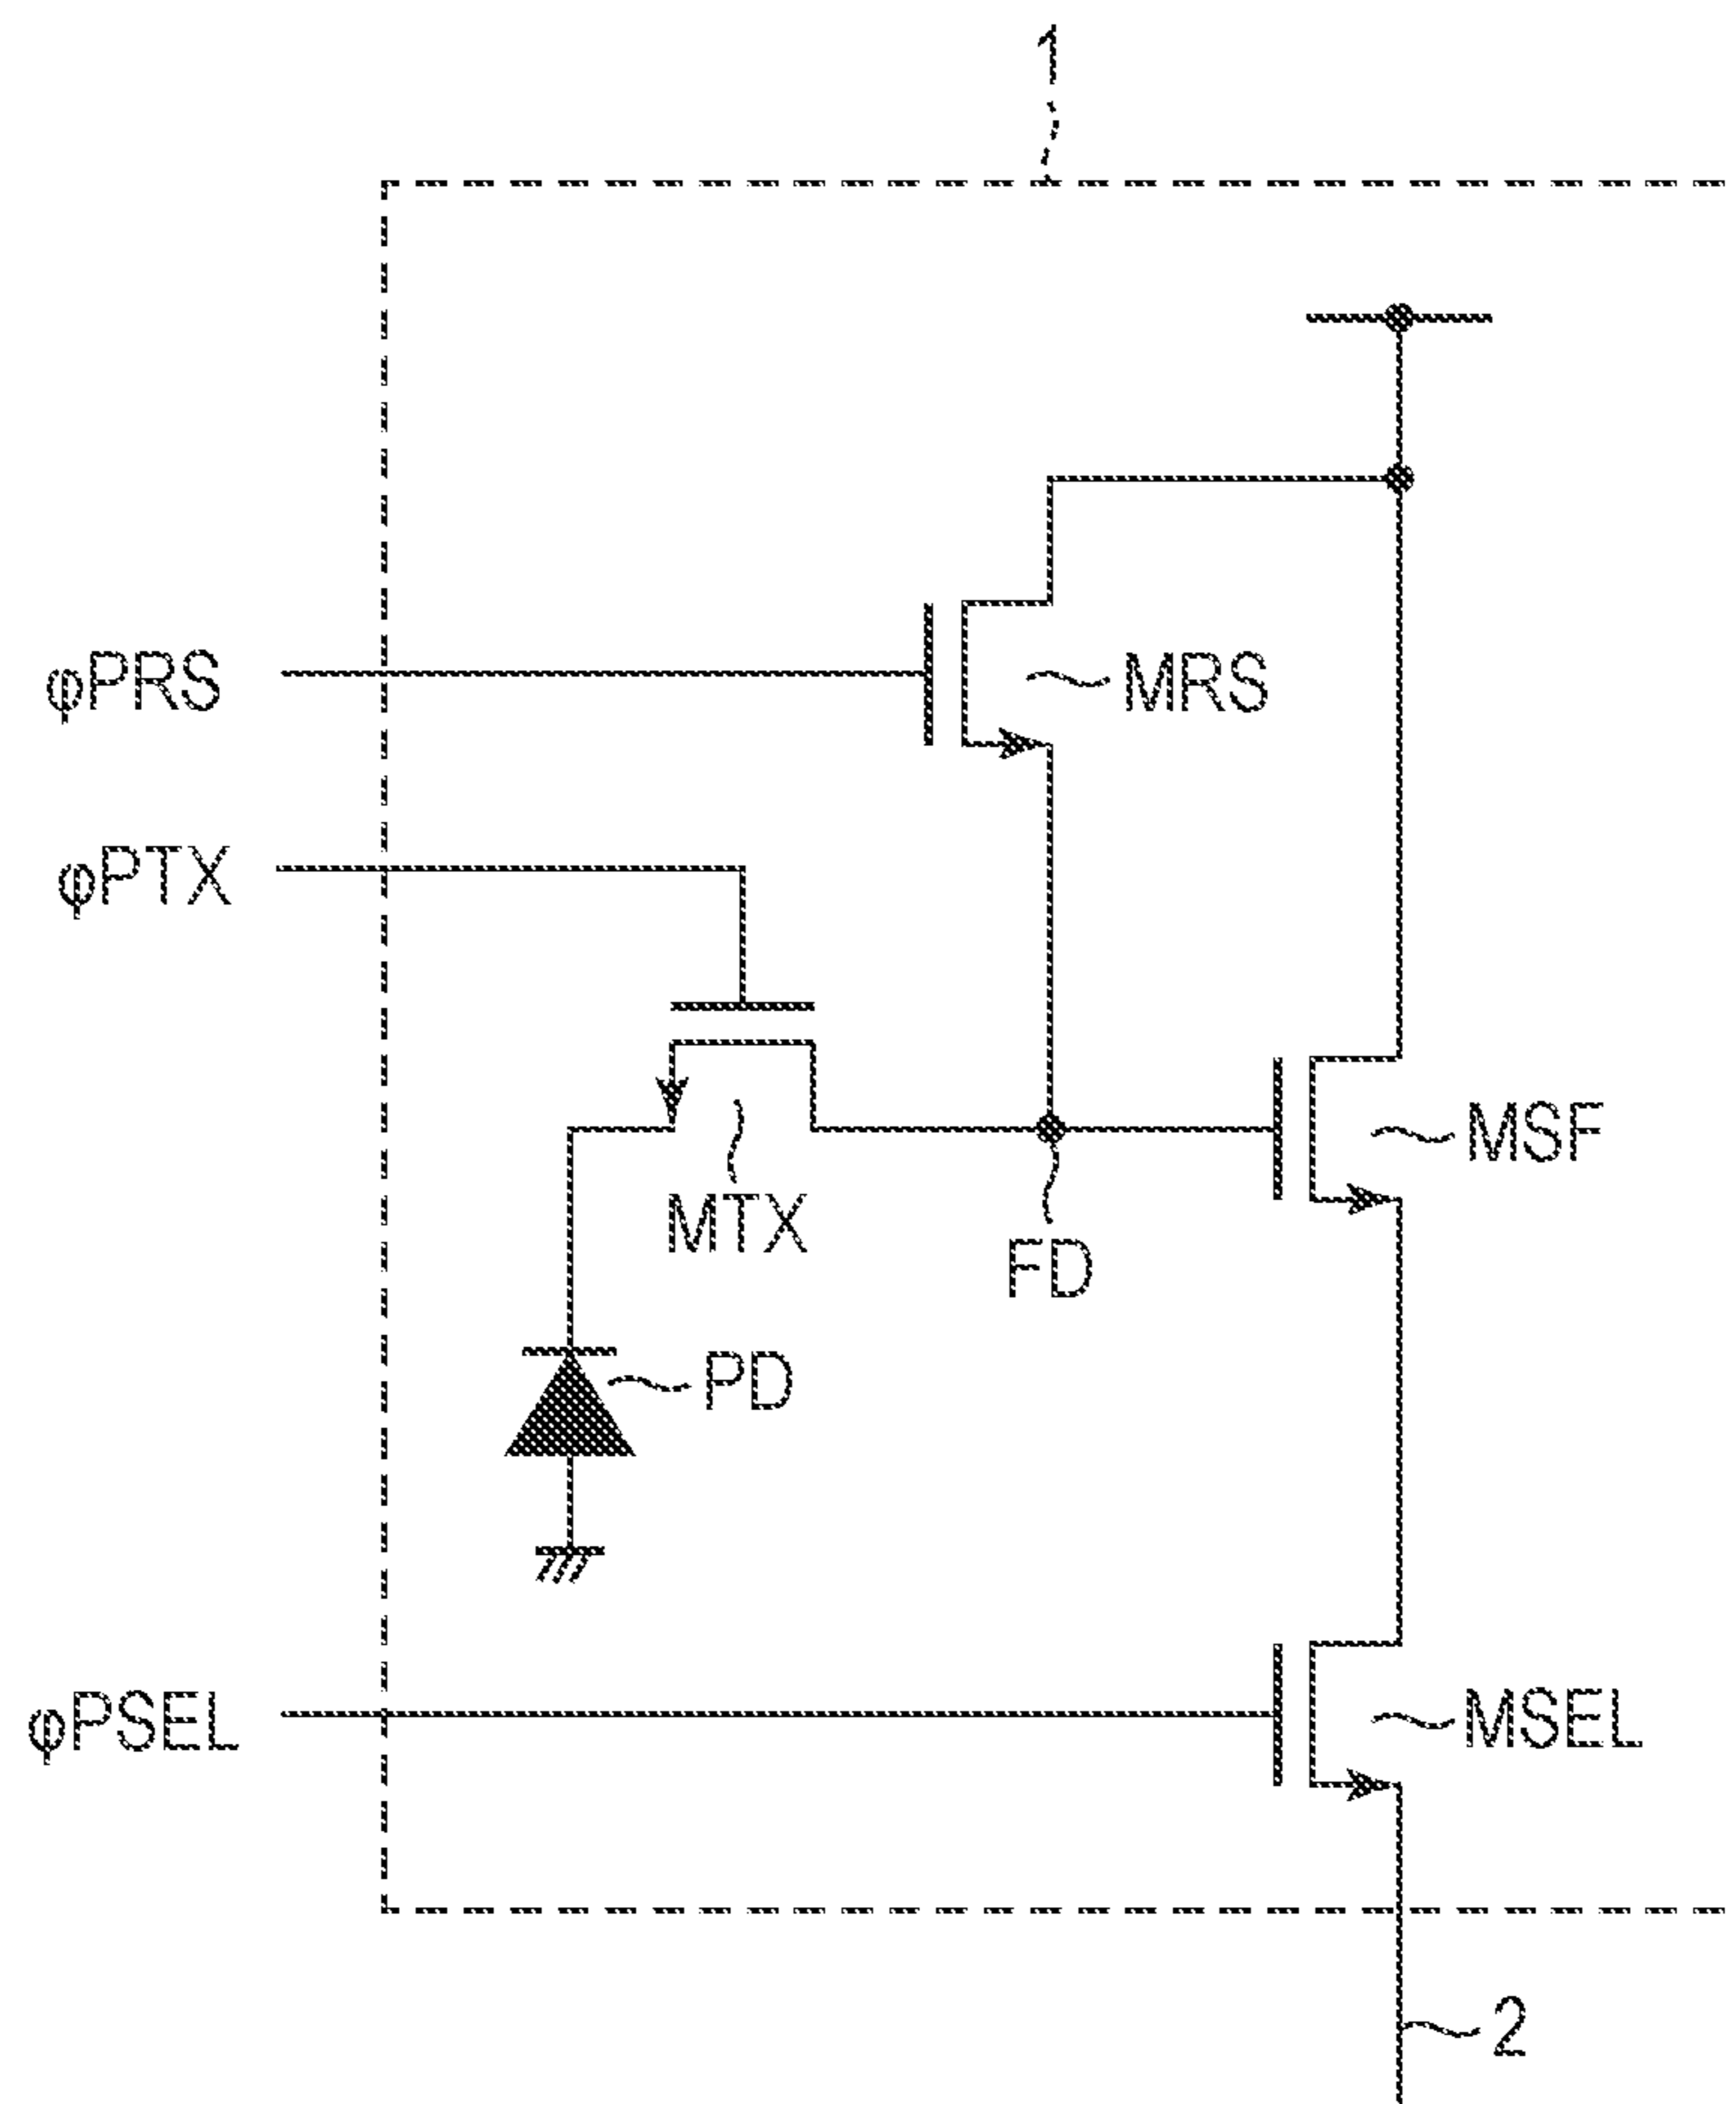 1
φPRS
MRS
φPTX
MSF
MTX
FD
PD
φPSEL
MSEL
2